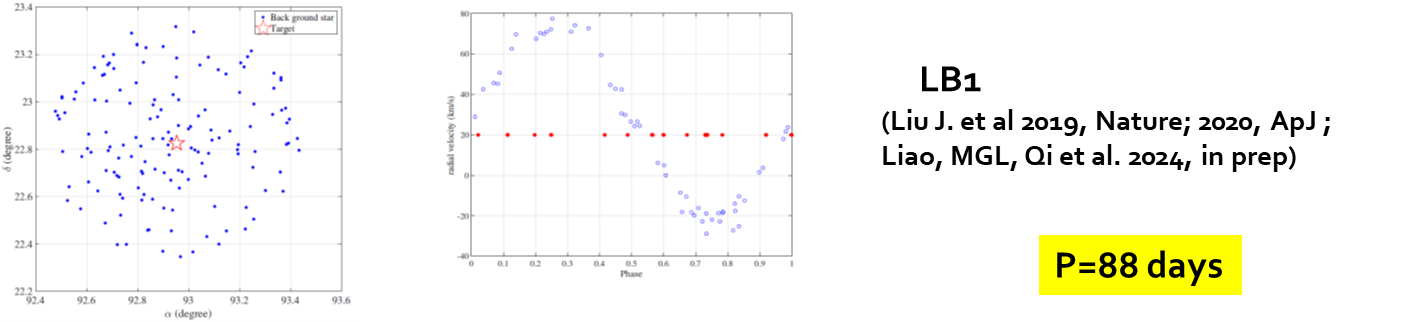 23.4
23.2
23
22.8
22.6
22.4
22.2
δ (degree)
92.4 92.6 92.8 93 93.2 93.4 93.6
α (degree)
Back ground star
Target
80
60
40
20
0
-20
-40
radial velocity (km/s)
0 0.1 0.2 0.3 0.4 0.5 0.6 0.7 0.8 0.9 1
Phase
LB1
(Liu J. et al 2019, Nature; 2020, ApJ ;
Liao, MGL, Qi et al. 2024, in prep)
P=88 days